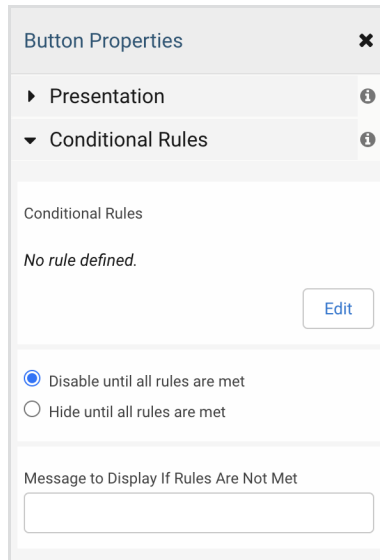 Button Properties
Presentation
Conditional Rules
Conditional Rules
No rule defined.
Edit
Disable until all rules are met
Hide until all rules are met
Message to Display If Rules Are Not Met